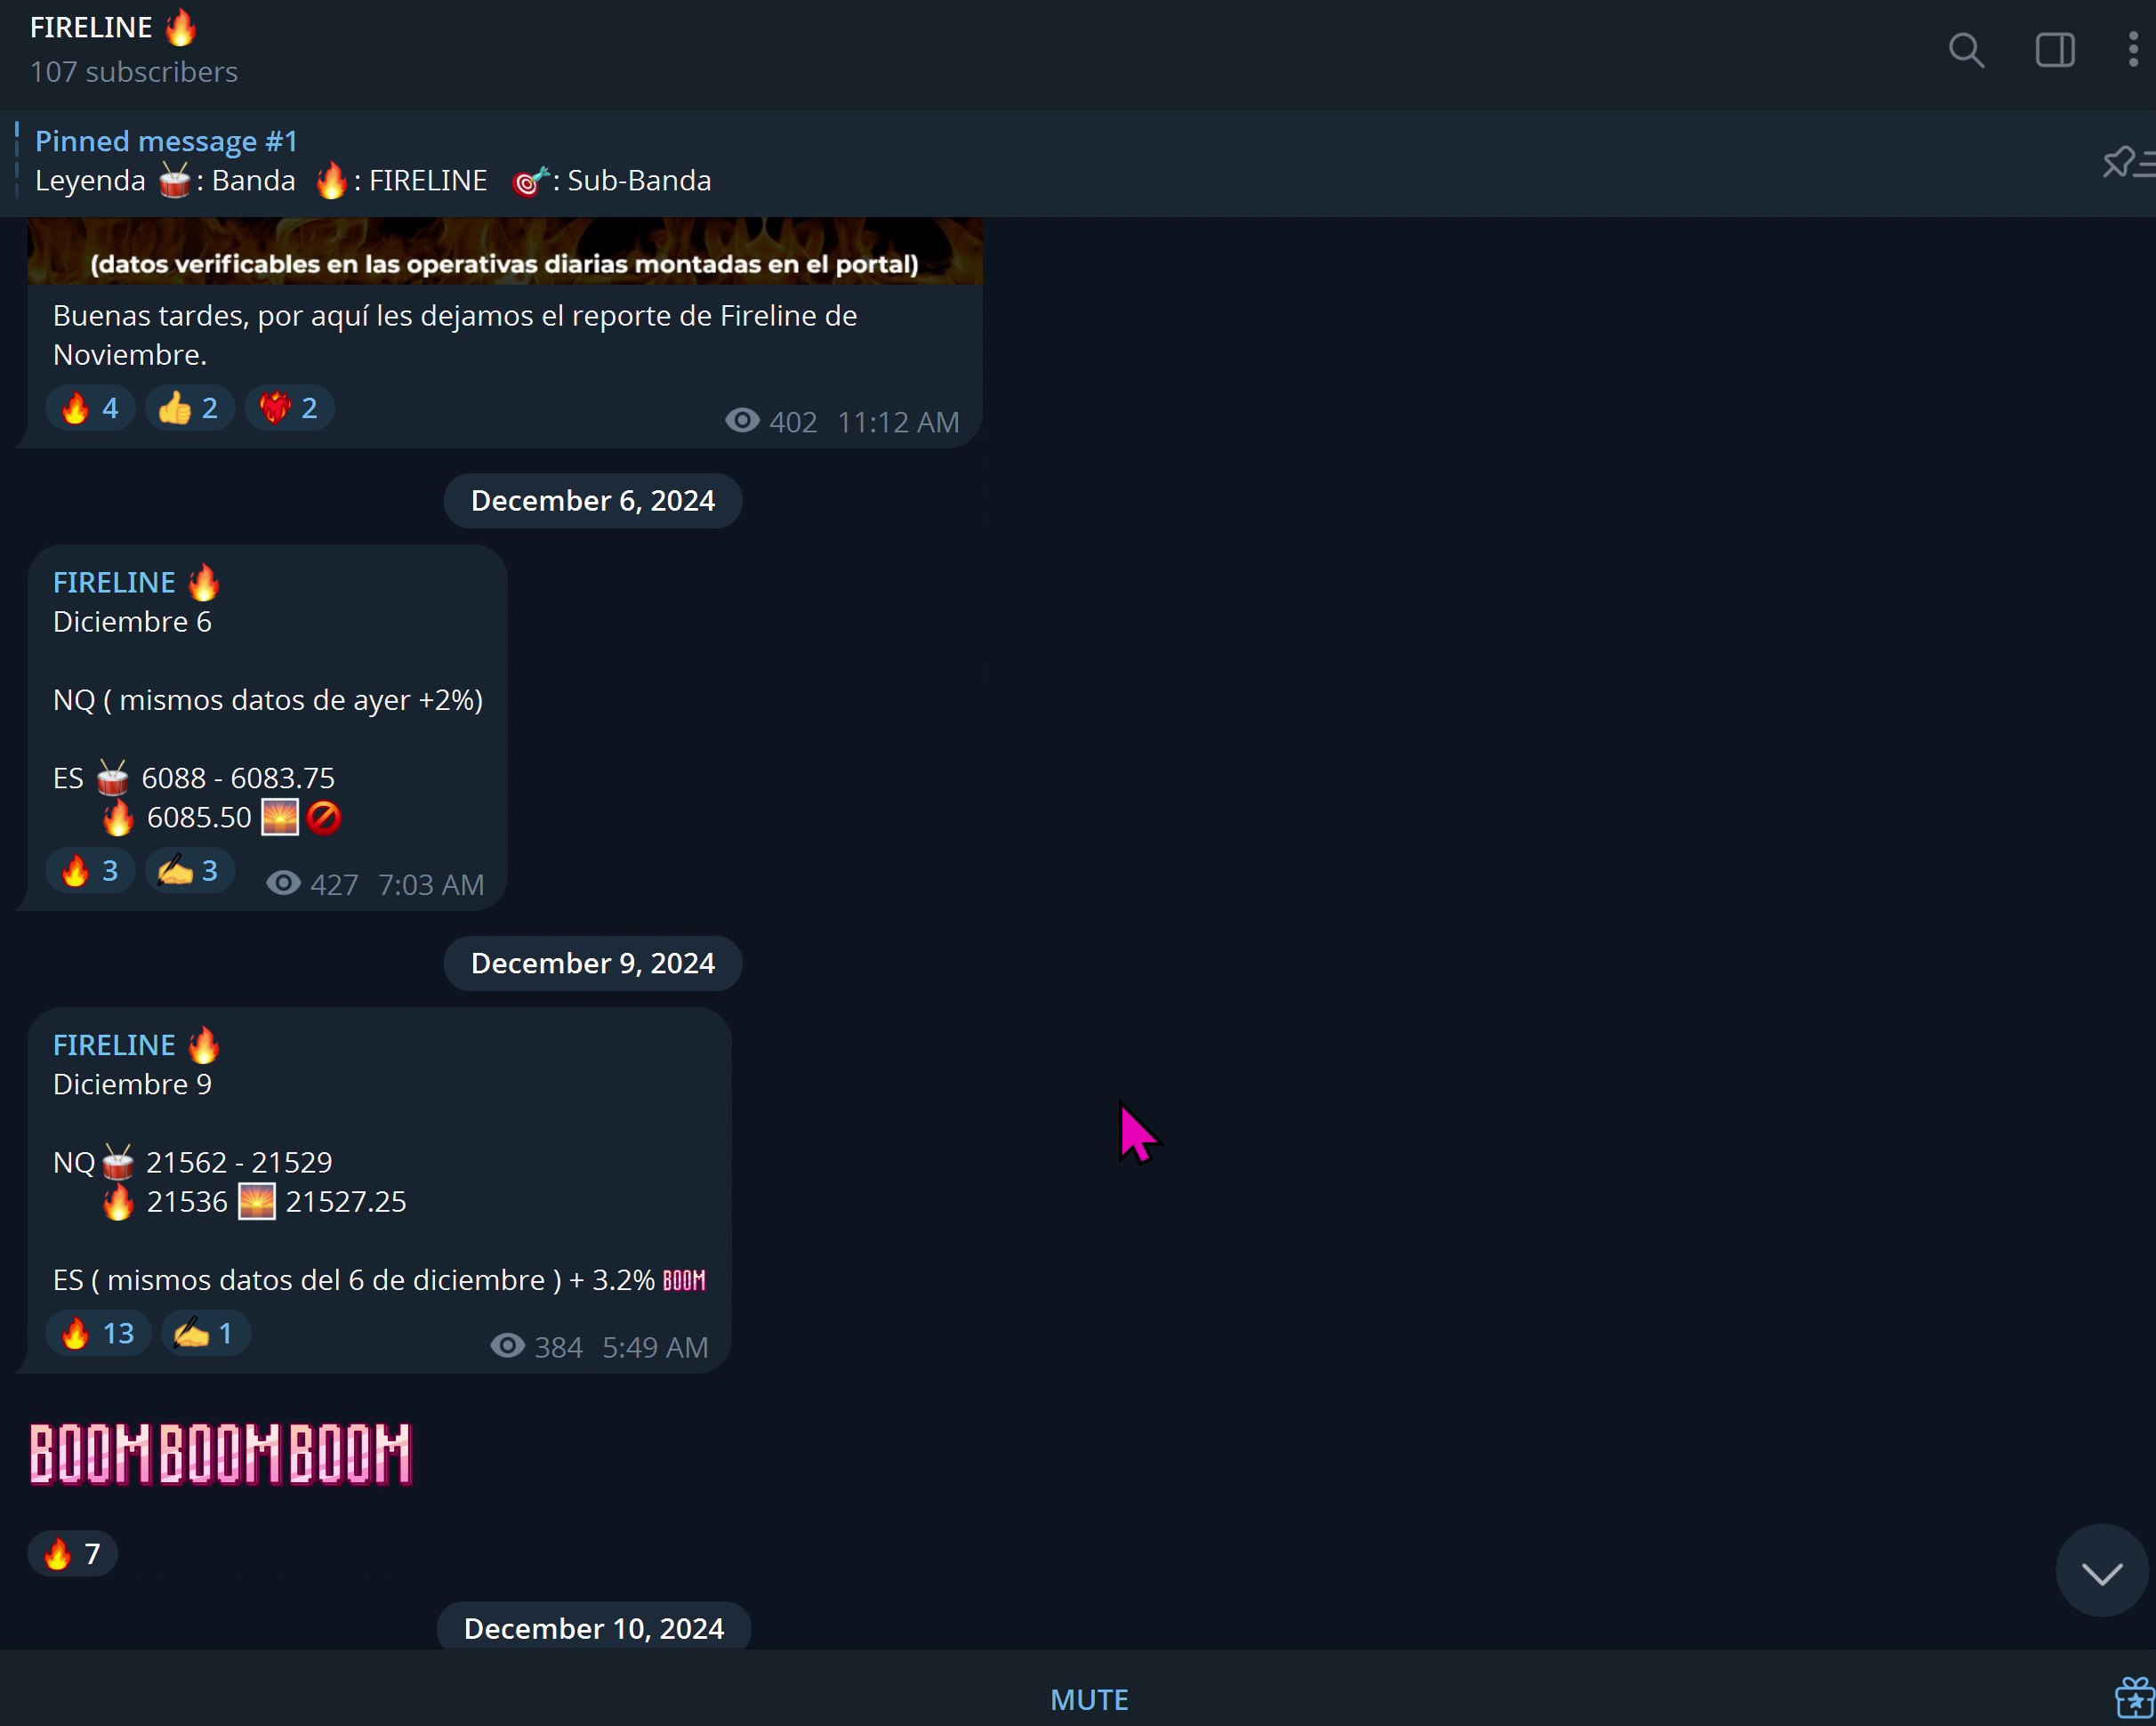 FIRELINE 🔥
107 subscribers
Pinned message #1
Leyenda 🥁: Banda 🔥: FIRELINE 🎯: Sub-Banda
(datos verificables en las operativas diarias montadas en el portal)
Buenas tardes, por aquí les dejamos el reporte de Fireline de
Noviembre.
🔥 4 👍 2 ❤️‍🔥 2 402 11:12 AM
December 6, 2024
FIRELINE 🔥
Diciembre 6
NQ ( mismos datos de ayer +2%)
ES 🥁 6088 - 6083.75
🔥 6085.50 🌅🚫
🔥 3 ✍️ 3 427 7:03 AM
December 9, 2024
FIRELINE 🔥
Diciembre 9
NQ🥁 21562 - 21529
🔥 21536 🌅 21527.25
ES ( mismos datos del 6 de diciembre ) + 3.2% BOOM
🔥 13 ✍️ 1 384 5:49 AM
BOOM BOOM BOOM
🔥 7
December 10, 2024
MUTE